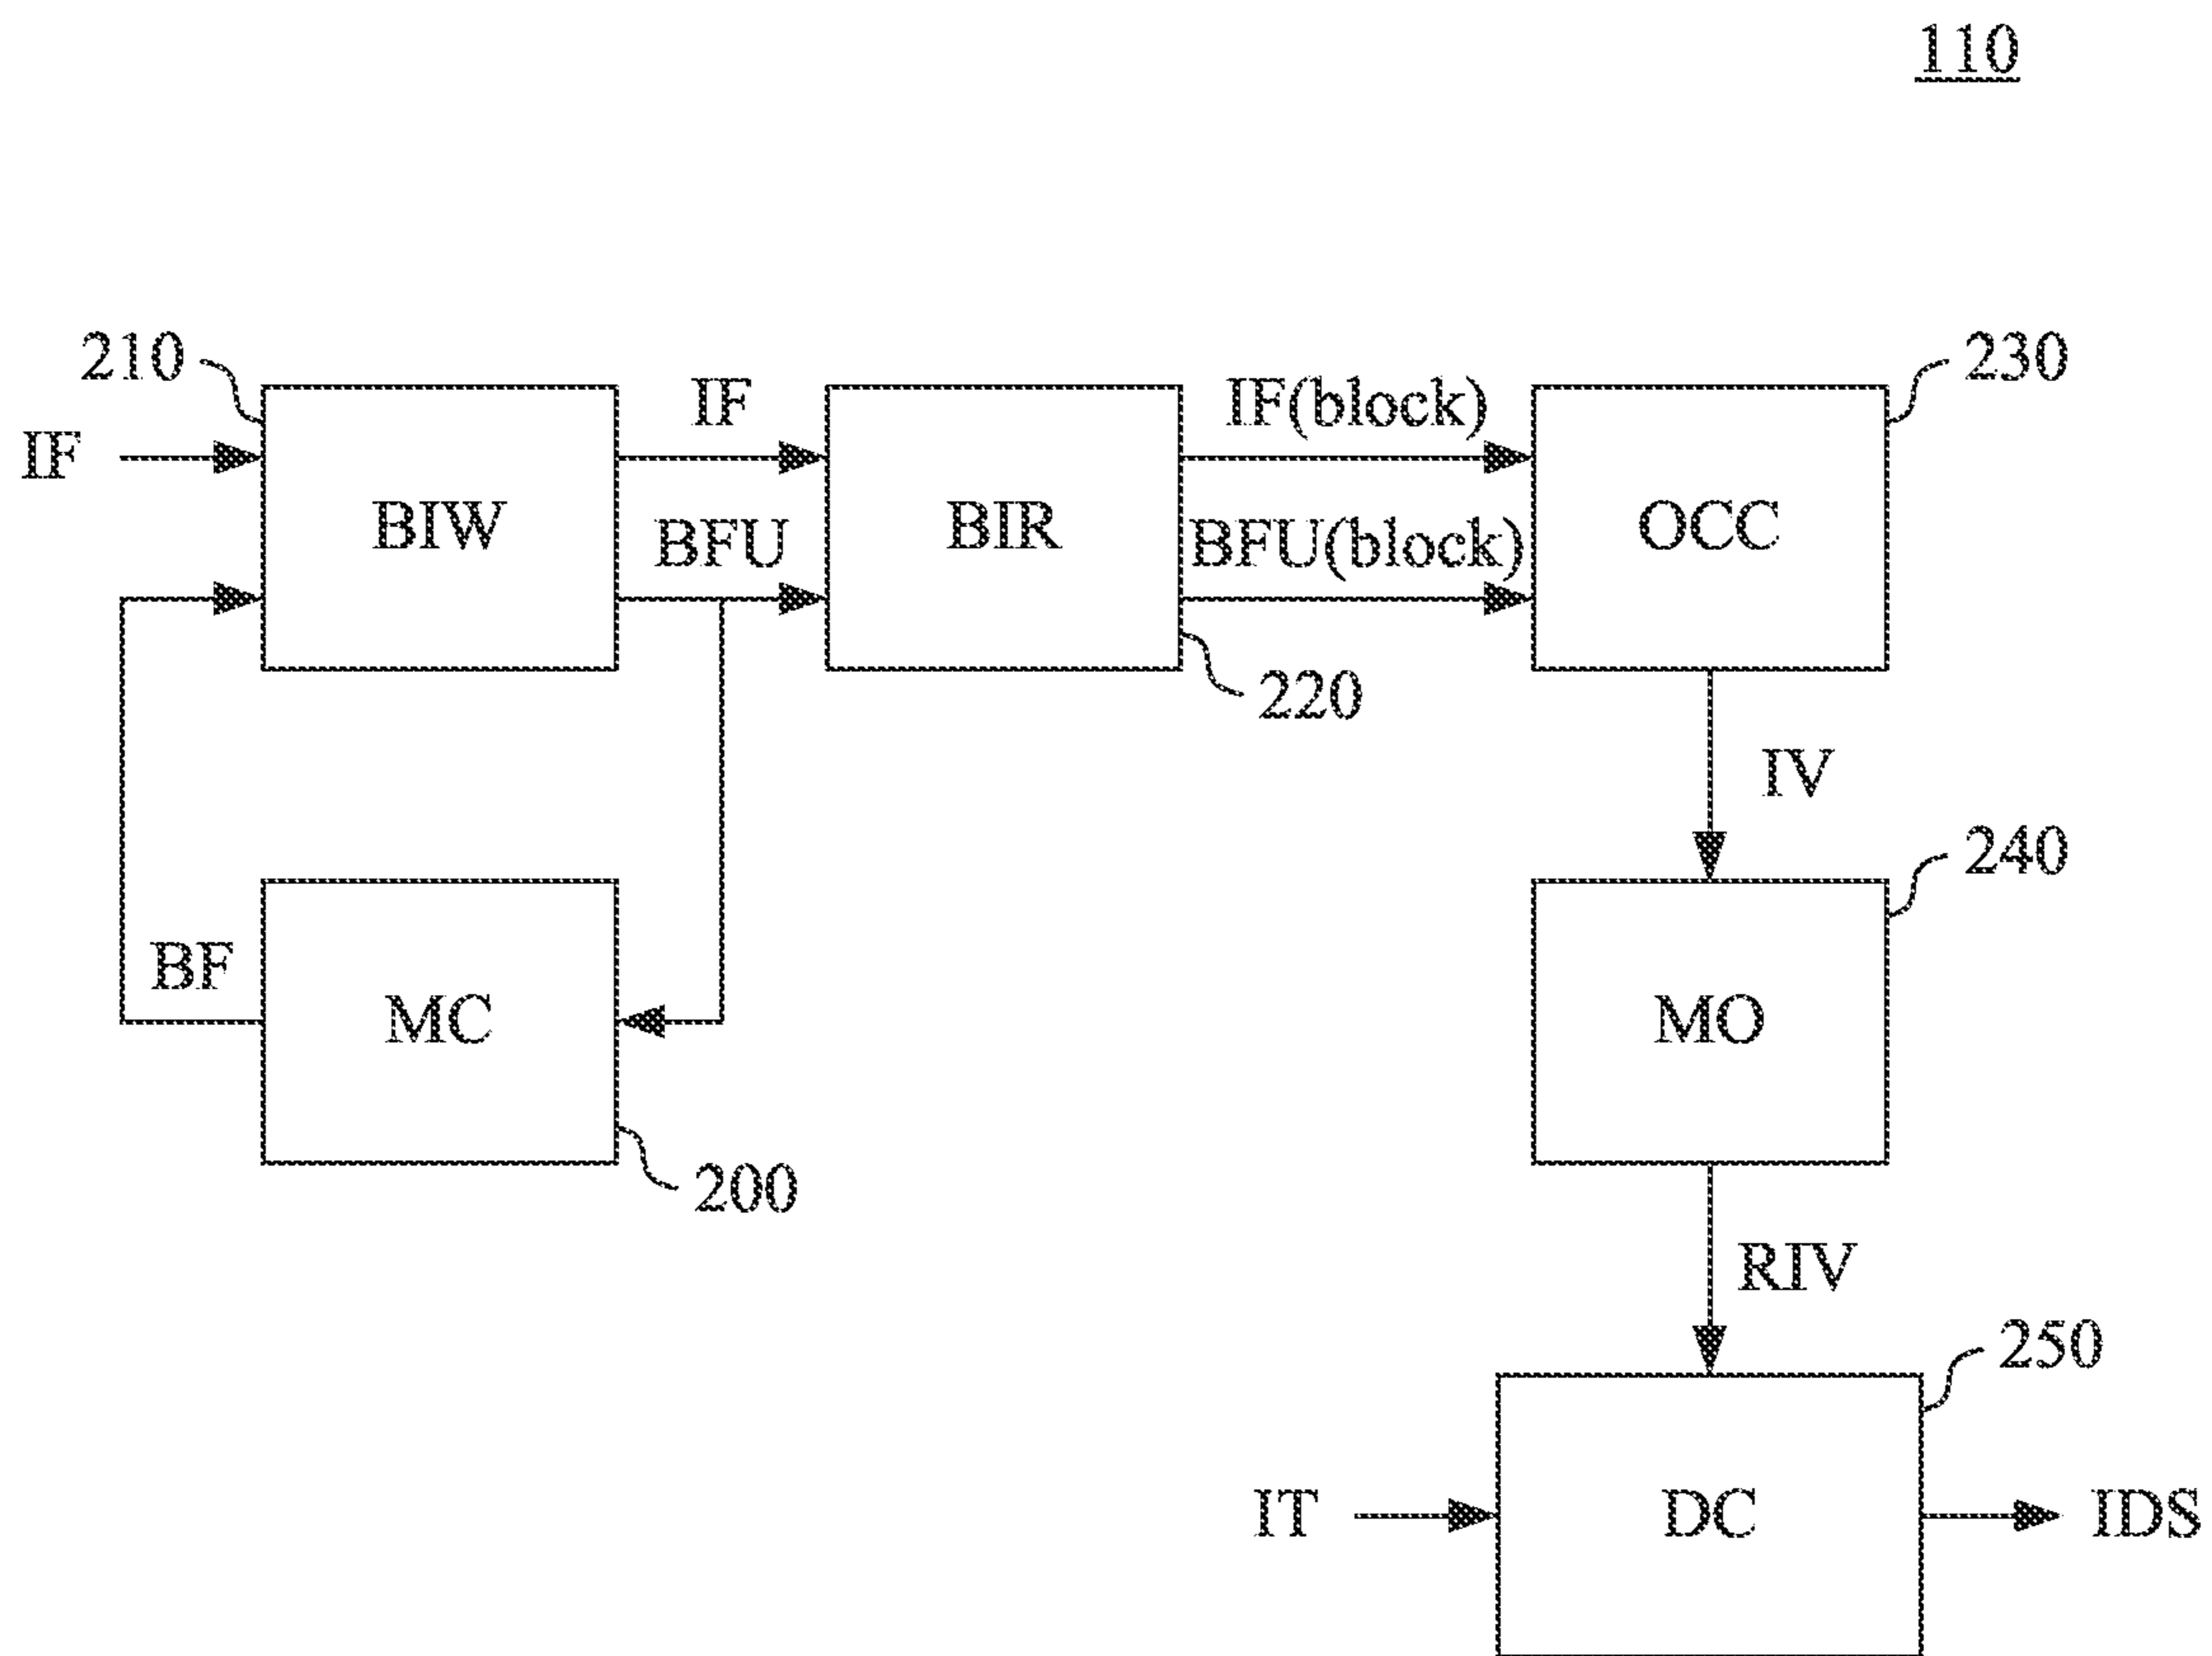 110
210
IF
230
IF
IF(block)
BIW
BFU
BIR
BFU(block)
OCC
220
IV
240
BF
MC
MO
200
RIV
250
IT
DC
IDS